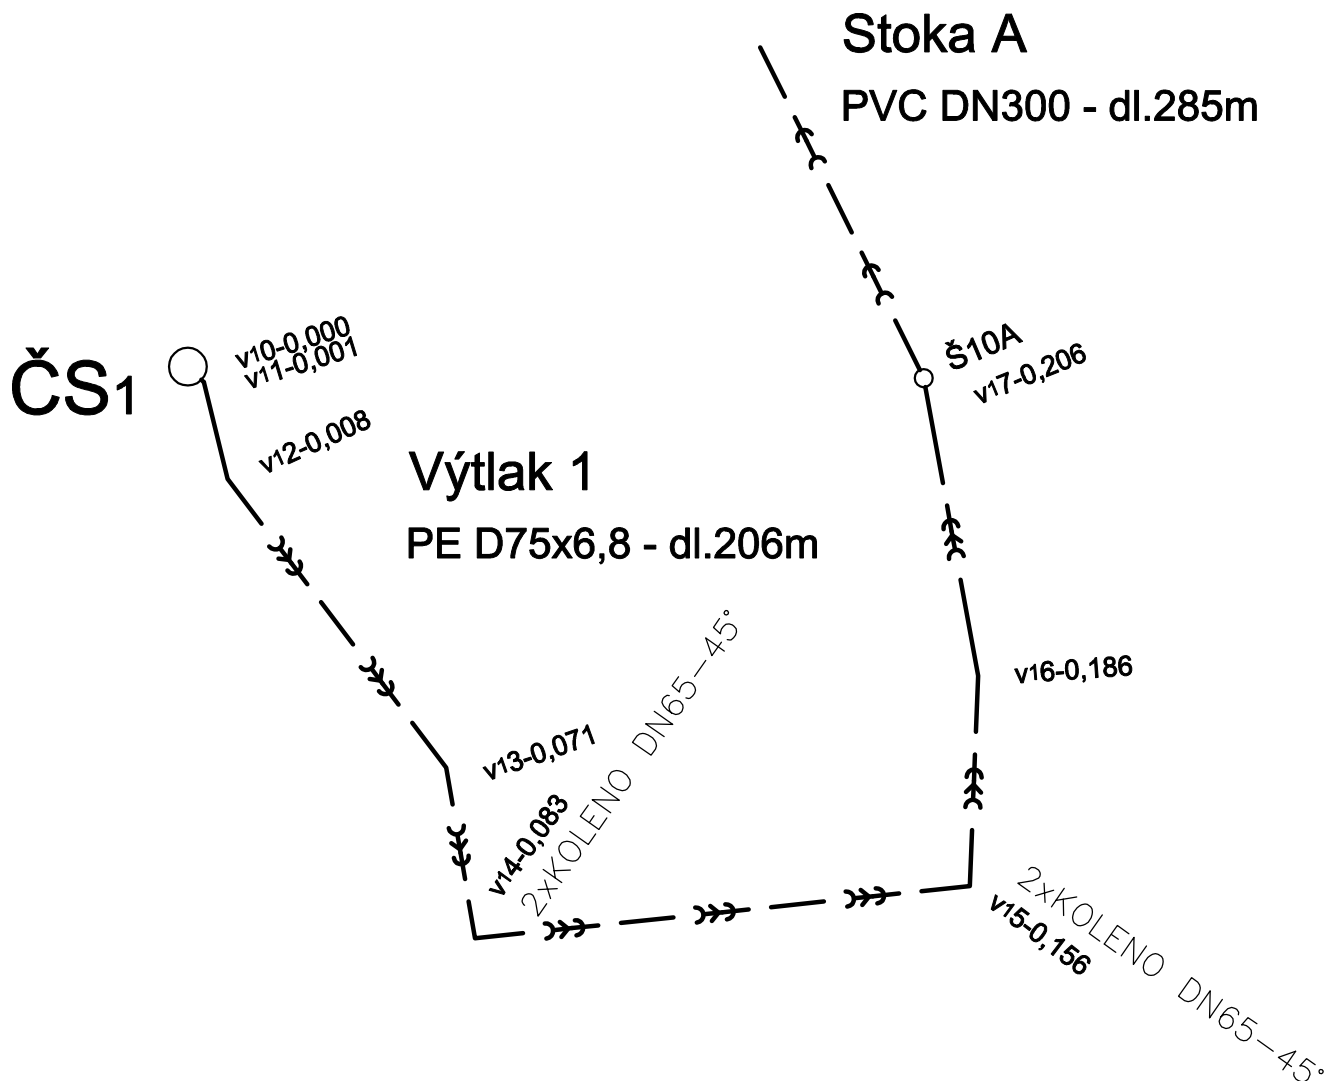 Stoka A
PVC DN300 - dl.285m
v10-0,000
v11-0,001
ČS1
Š10A
v17-0,206
v12-0,008
Výtlak 1
PE D75x6,8 - dl.206m
v16-0,186
v13-0,071
v14-0,083
2xKOLENO DN65-45°
v15-0,156
2xKOLENO DN65-45°